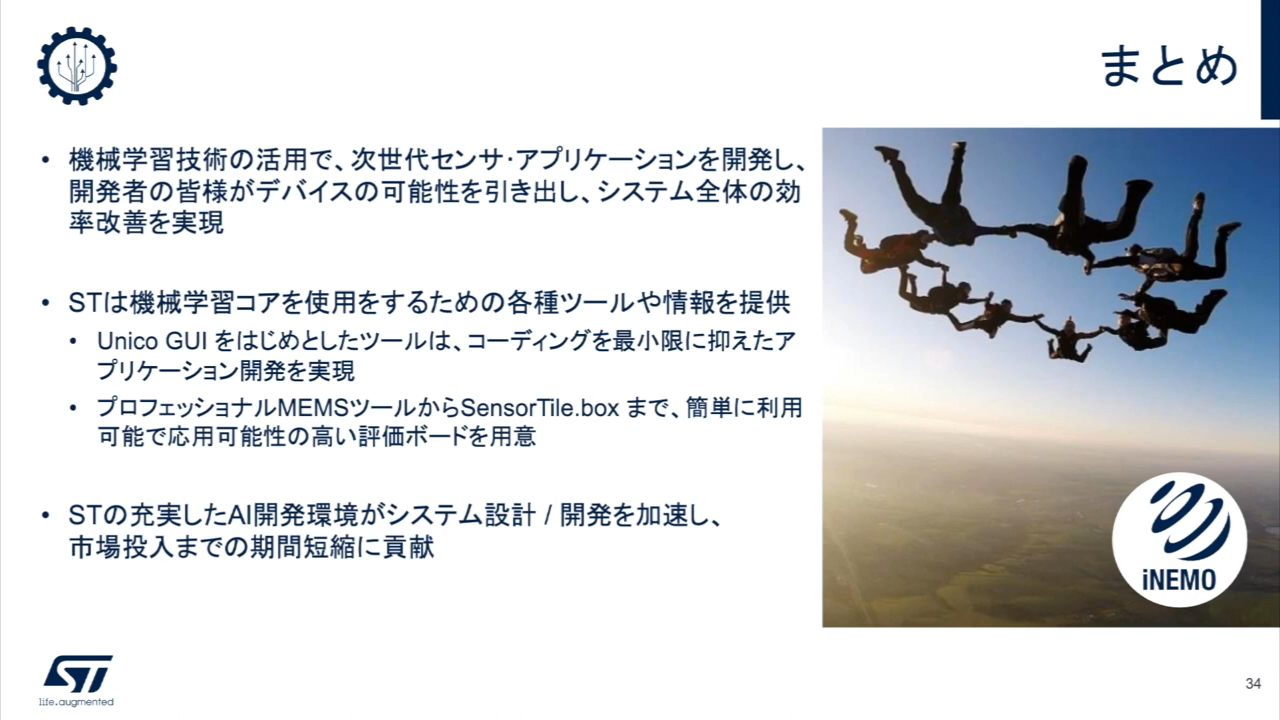 まとめ
• 機械学習技術の活用で、次世代センサ・アプリケーションを開発し、
開発者の皆様がデバイスの可能性を引き出し、システム全体の効
率改善を実現
• STは機械学習コアを使用をするための各種ツールや情報を提供
• Unico GUI をはじめとしたツールは、コーディングを最小限に抑えたア
プリケーション開発を実現
• プロフェッショナルMEMSツールからSensorTile.box まで、簡単に利用
可能で応用可能性の高い評価ボードを用意
• STの充実したAI開発環境がシステム設計 / 開発を加速し、
市場投入までの期間短縮に貢献
iNEMO
ST
life.augmented
34